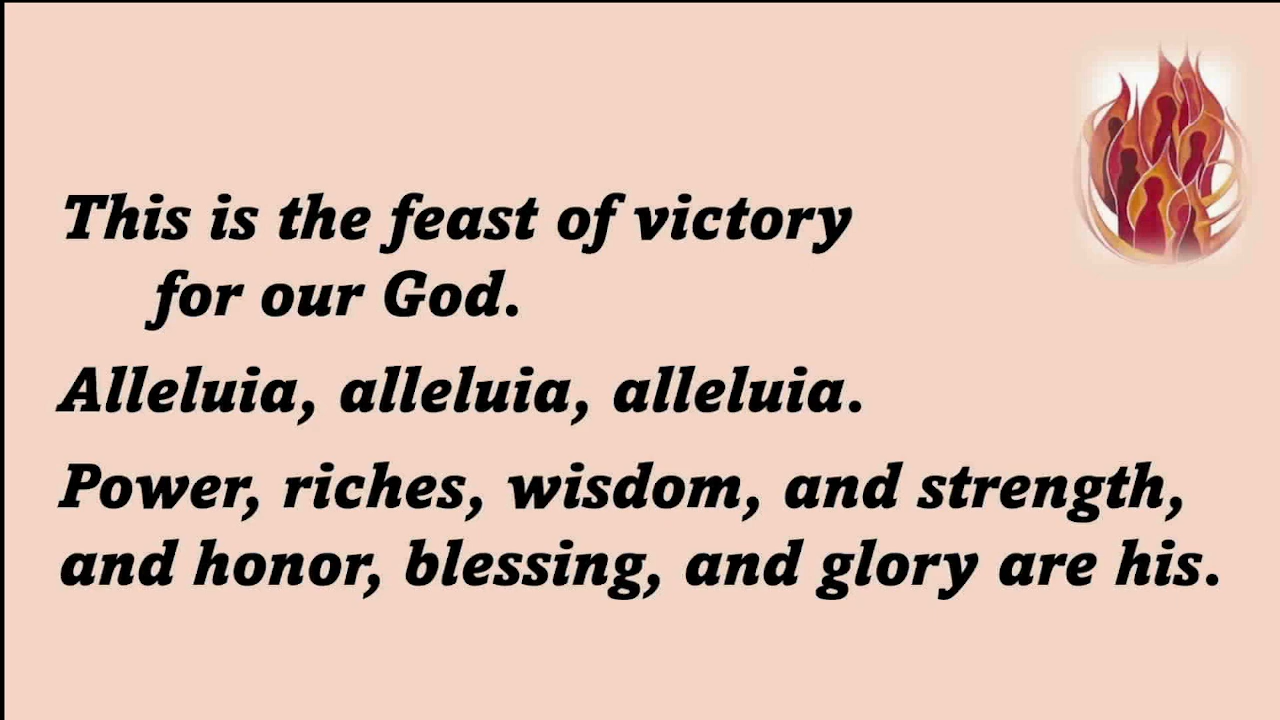 This is the feast of victory
for our God.
Alleluia, alleluia, alleluia.
Power, riches, wisdom, and strength,
and honor, blessing, and glory are his.